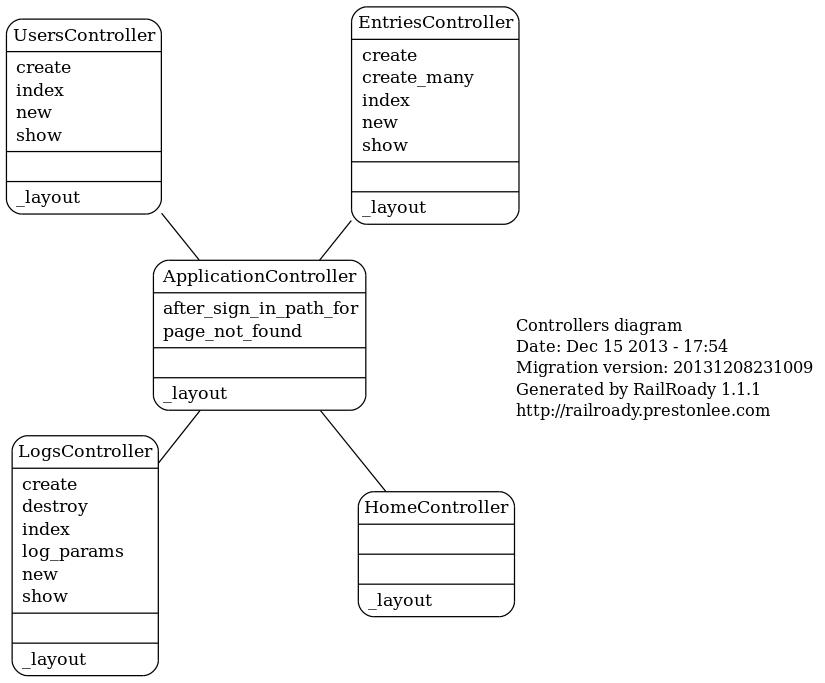 UsersController
create
index
new
show
_layout
EntriesController
create
create_many
index
new
show
_layout
ApplicationController
after_sign_in_path_for
page_not_found
_layout
Controllers diagram
Date: Dec 15 2013 - 17:54
Migration version: 20131208231009
Generated by RailRoady 1.1.1
http://railroady.prestonlee.com
LogsController
create
destroy
index
log_params
new
show
_layout
HomeController
_layout